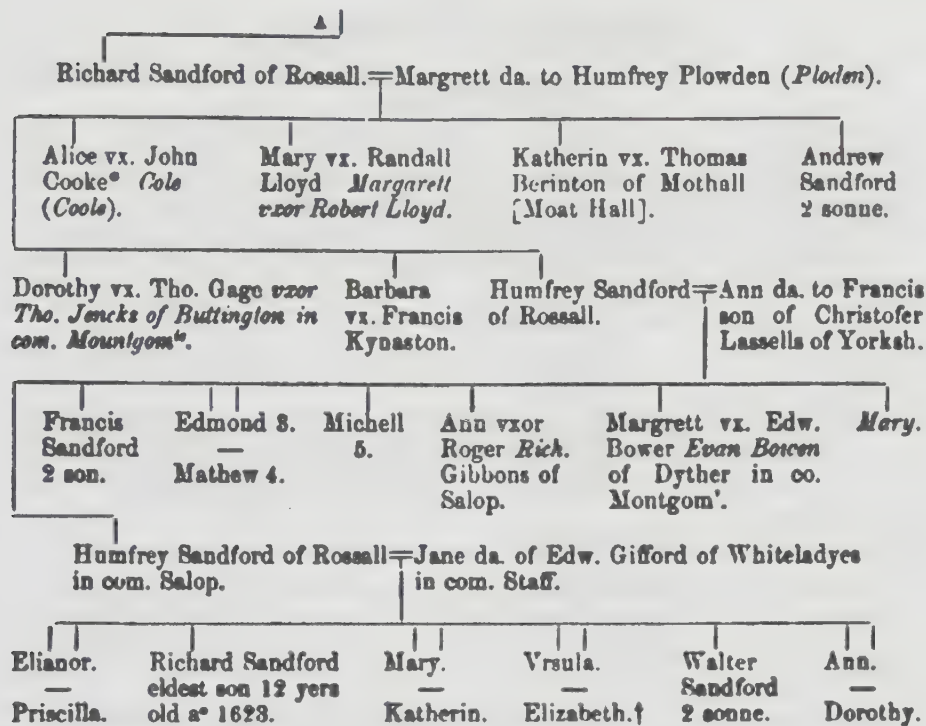 A
Richard Sandford of Rossall.=Margrett da. to Humfrey Plowden (Ploden).
Alice vx. John
Cooke* Cole
(Coole).
Mary vx. Randall
Lloyd Margarett
vxor Robert Lloyd.
Katherin vx. Thomas
Berinton of Mothall
[Moat Hall].
Andrew
Sandford
2 sonne.
Dorothy vx. Tho. Gage vxor
Tho. Jencks of Buttington in
com. Mountgomie.
Barbara
vx. Francis
Kynaston.
Humfrey Sandford
of Rossall.
=Ann da. to Francis
son of Christofer
Lassells of Yorksh.
Francis
Sandford
2 son.
Edmond 3.
—
Mathew 4.
Michell
5.
Ann vxor
Roger Rich.
Gibbons of
Salop.
Margrett vx. Edw.
Bower Evan Bowen
of Dyther in co.
Montgom'.
Mary.
Humfrey Sandford of Rossall
in com. Salop.
=Jane da. of Edw. Gifford of Whiteladyes
in com. Staff.
Elianor.
—
Priscilla.
Richard Sandford
eldest son 12 yers
old a° 1623.
Mary.
—
Katherin.
Vrsula.
—
Elizabeth.†
Walter
Sandford
2 sonne.
Ann.
—
Dorothy.